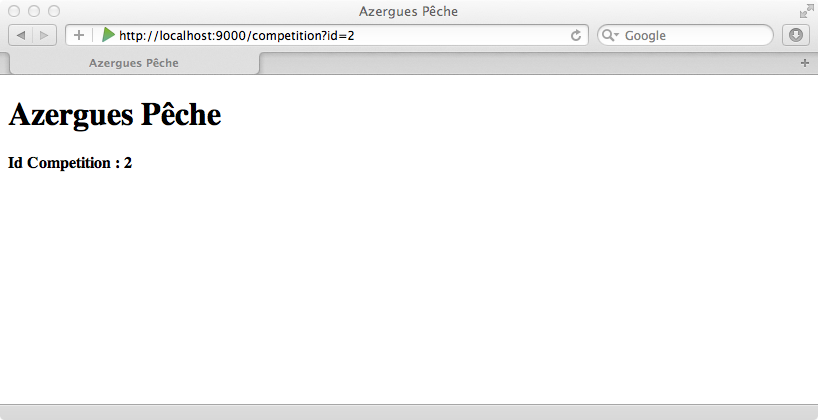 Azergues Pêche
http://localhost:9000/competition?id=2
Google
Azergues Pêche
Azergues Pêche
Id Competition : 2